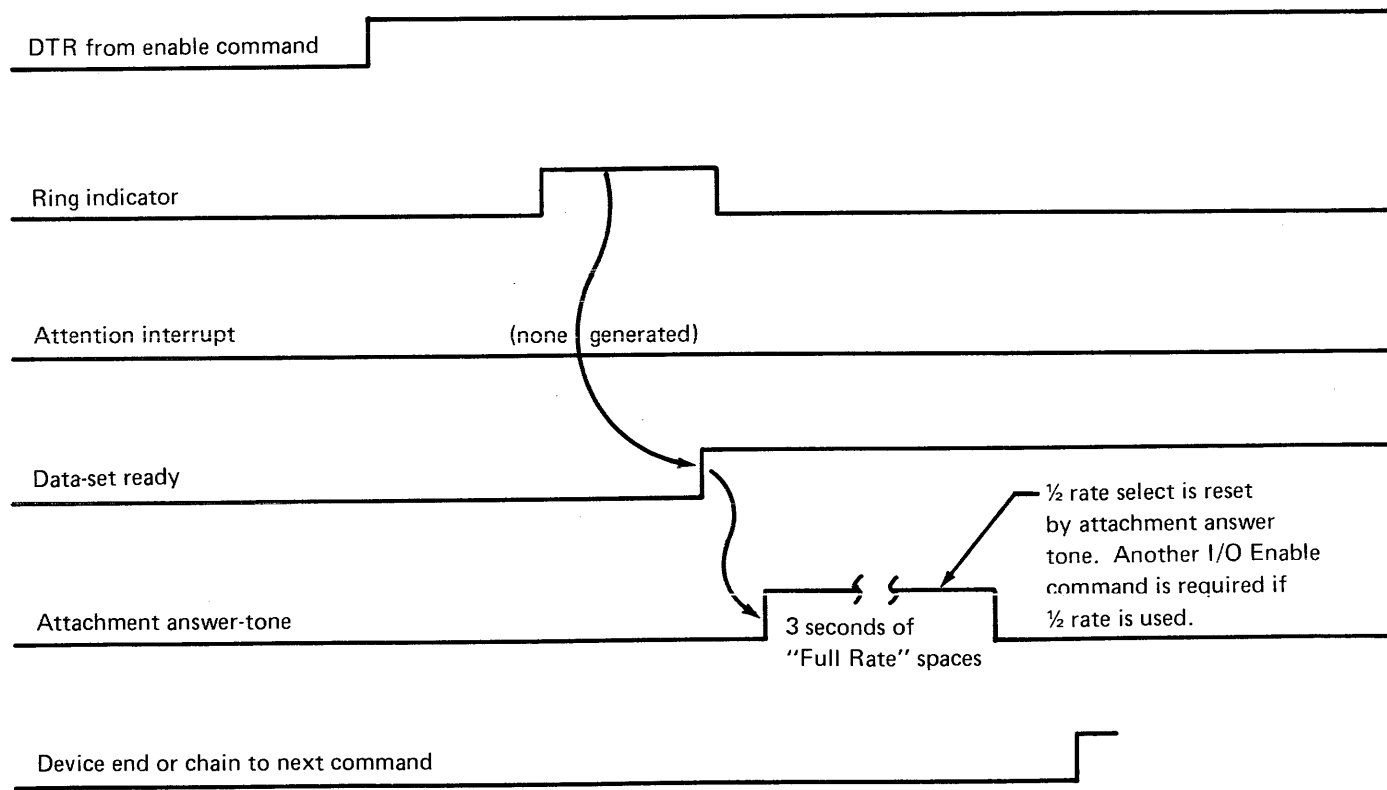 DTR from enable command
Ring indicator
Attention interrupt
(none generated)
Data-set ready
½ rate select is reset
by attachment answer
tone. Another I/O Enable
command is required if
½ rate is used.
Attachment answer-tone
3 seconds of
"Full Rate" spaces
Device end or chain to next command